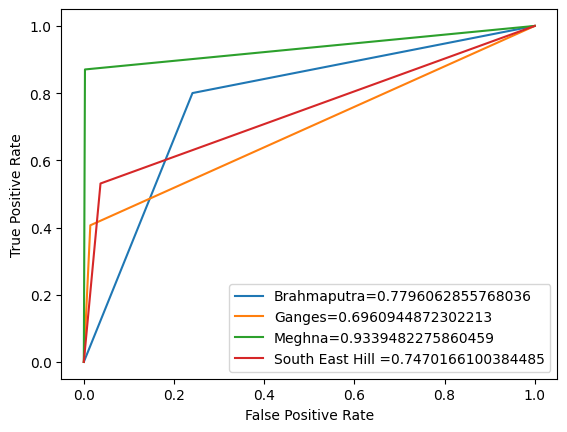 1.0
0.8
0.6
0.4
0.2
0.0
True Positive Rate
Brahmaputra=0.7796062855768036
Ganges=0.6960944872302213
Meghna=0.9339482275860459
South East Hill =0.7470166100384485
0.0 0.2 0.4 0.6 0.8 1.0
False Positive Rate